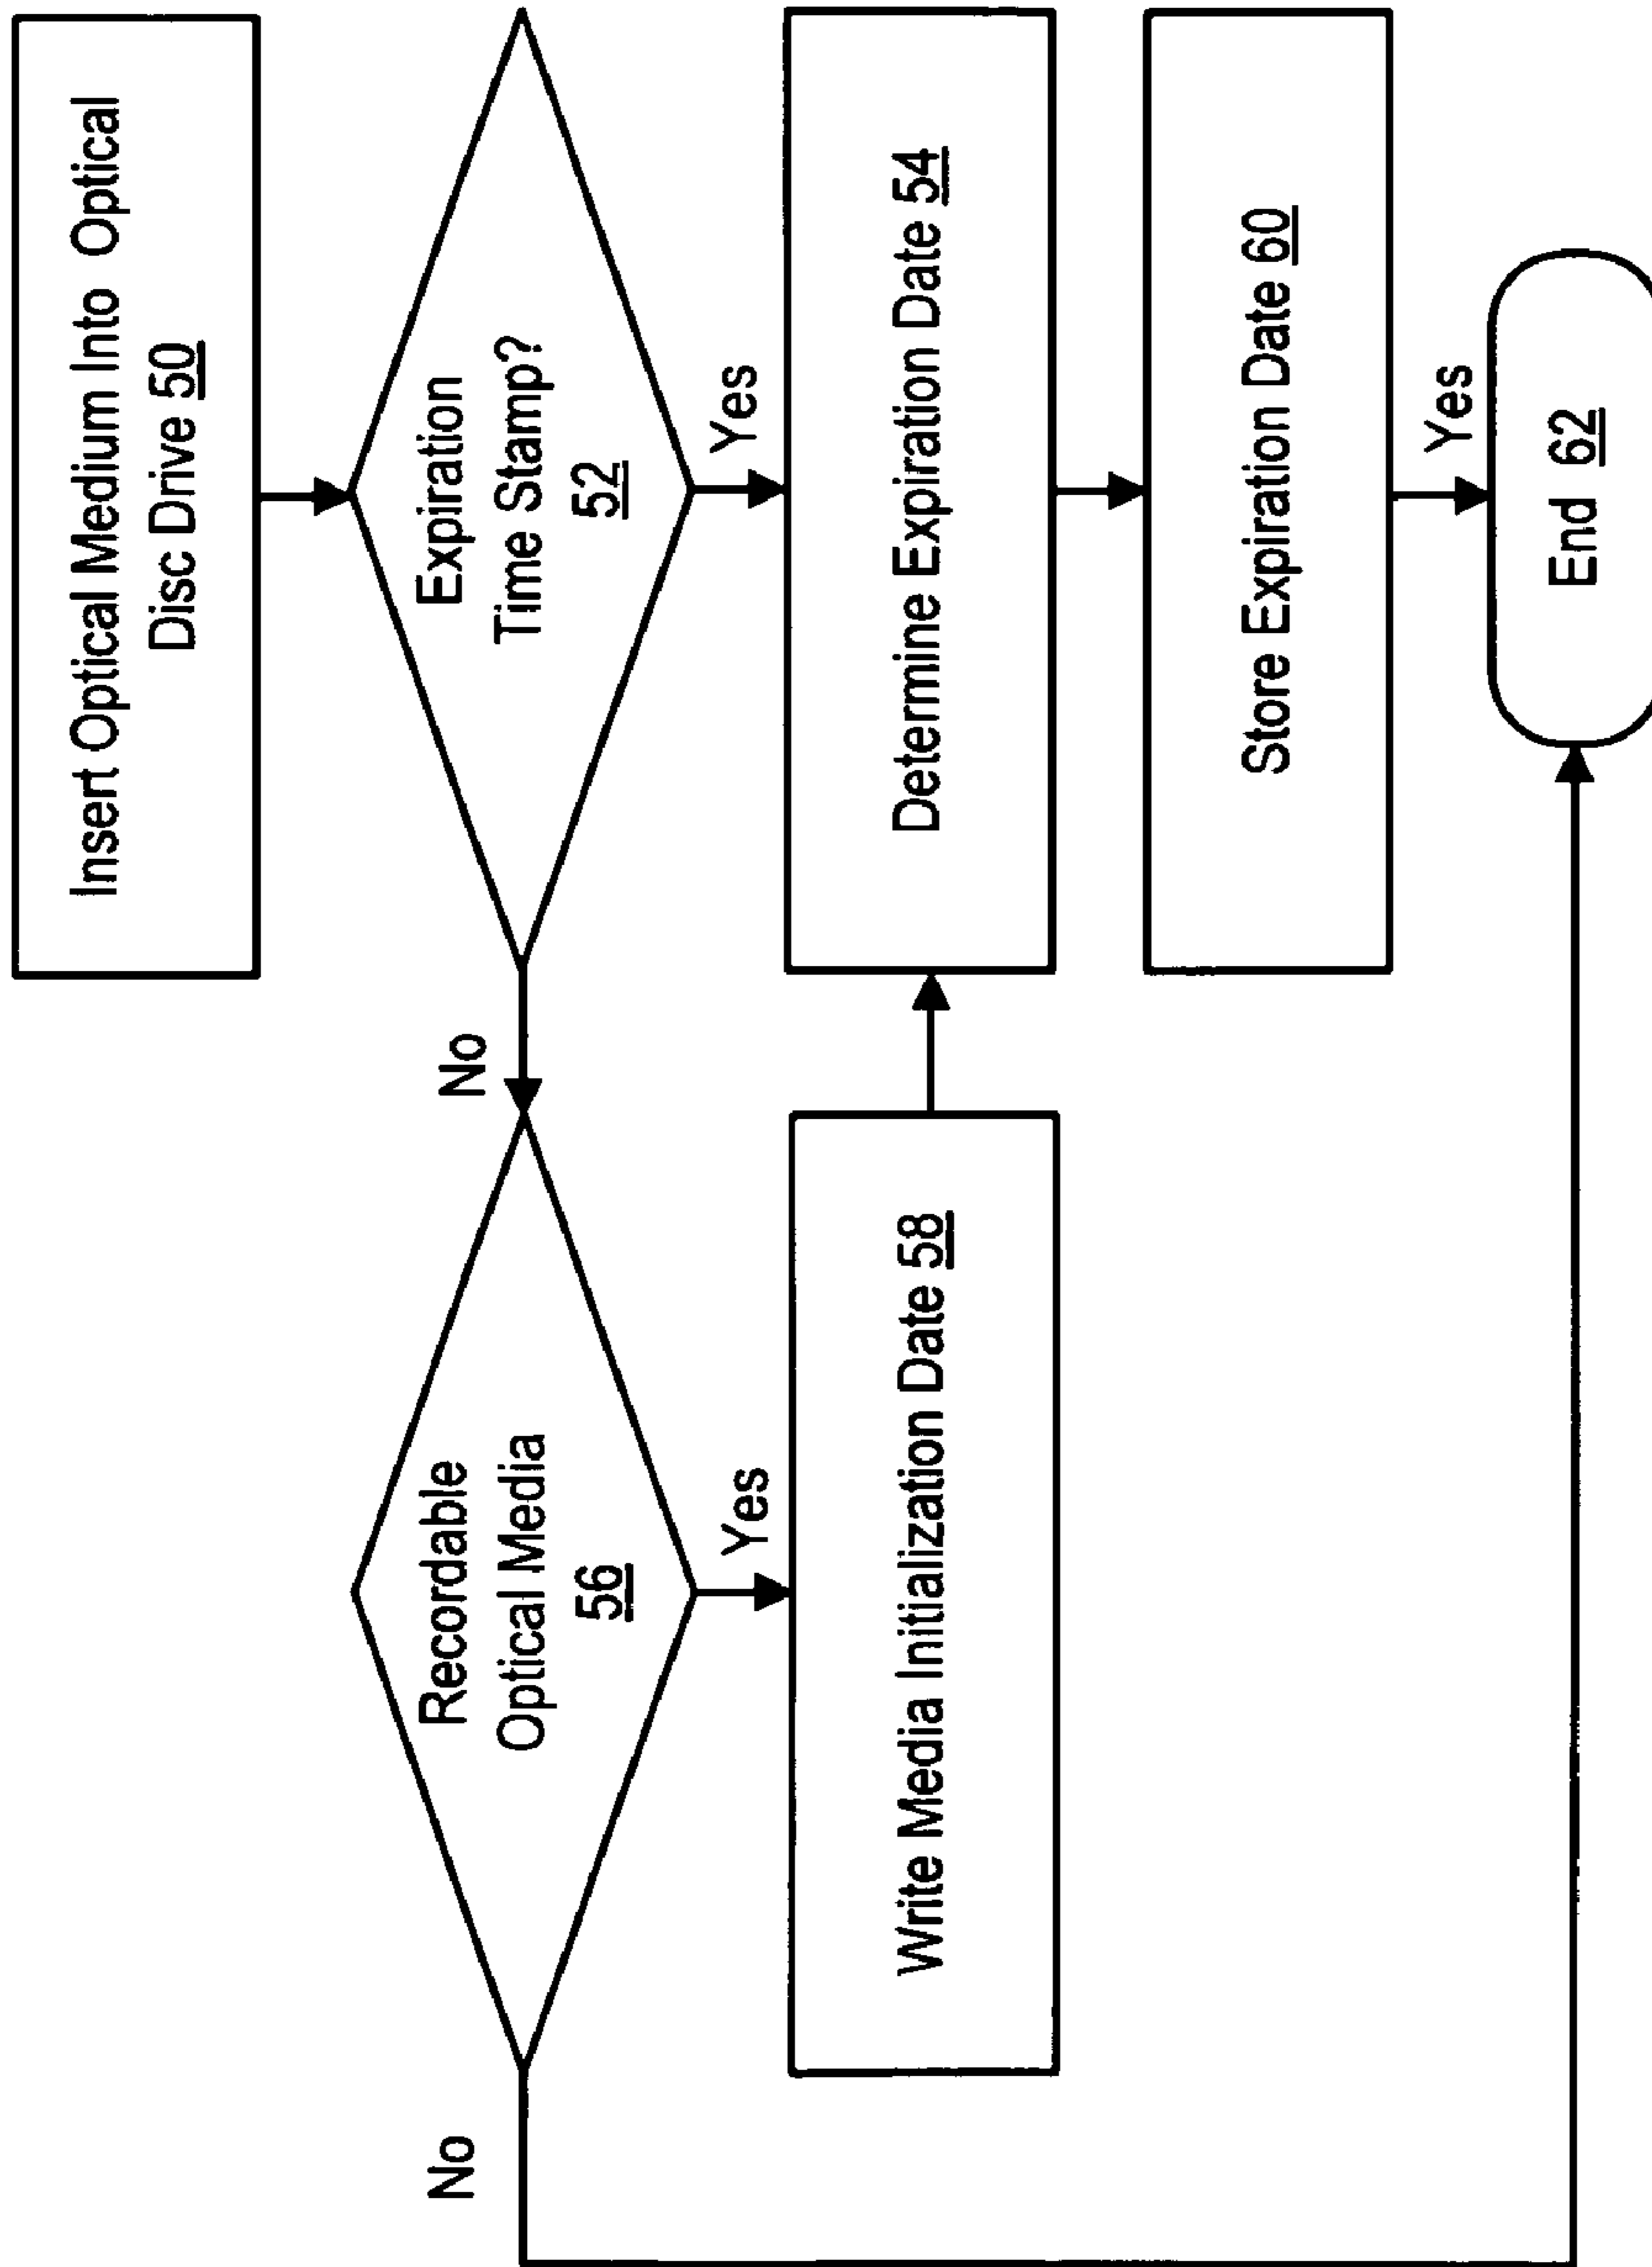 Insert Optical Medium Into Optical
Disc Drive 50
Expiration
Time Stamp?
52
No
Yes
Recordable
Optical Media
56
No
Yes
Determine Expiration Date 54
Write Media Initialization Date 58
Store Expiration Date 60
Yes
End 62